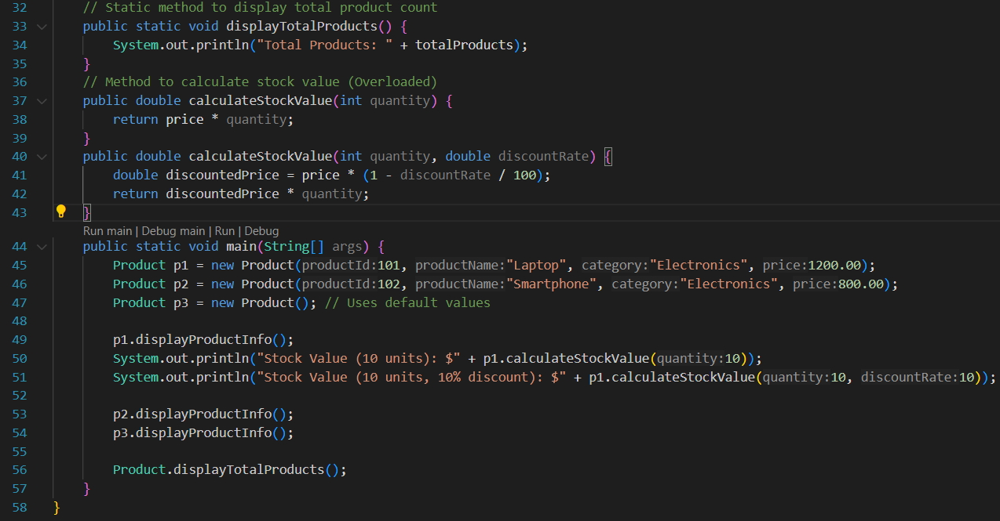 32 // Static method to display total product count
33 public static void displayTotalProducts() {
34 System.out.println("Total Products: " + totalProducts);
35 }
36 // Method to calculate stock value (Overloaded)
37 public double calculateStockValue(int quantity) {
38 return price * quantity;
39 }
40 public double calculateStockValue(int quantity, double discountRate) {
41 double discountedPrice = price * (1 - discountRate / 100);
42 return discountedPrice * quantity;
43 }
Run main | Debug main | Run | Debug
44 public static void main(String[] args) {
45 Product p1 = new Product(productId:101, productName:"Laptop", category:"Electronics", price:1200.00);
46 Product p2 = new Product(productId:102, productName:"Smartphone", category:"Electronics", price:800.00);
47 Product p3 = new Product(); // Uses default values
48
49 p1.displayProductInfo();
50 System.out.println("Stock Value (10 units): $" + p1.calculateStockValue(quantity:10));
51 System.out.println("Stock Value (10 units, 10% discount): $" + p1.calculateStockValue(quantity:10, discountRate:10));
52
53 p2.displayProductInfo();
54 p3.displayProductInfo();
55
56 Product.displayTotalProducts();
57 }
58 }